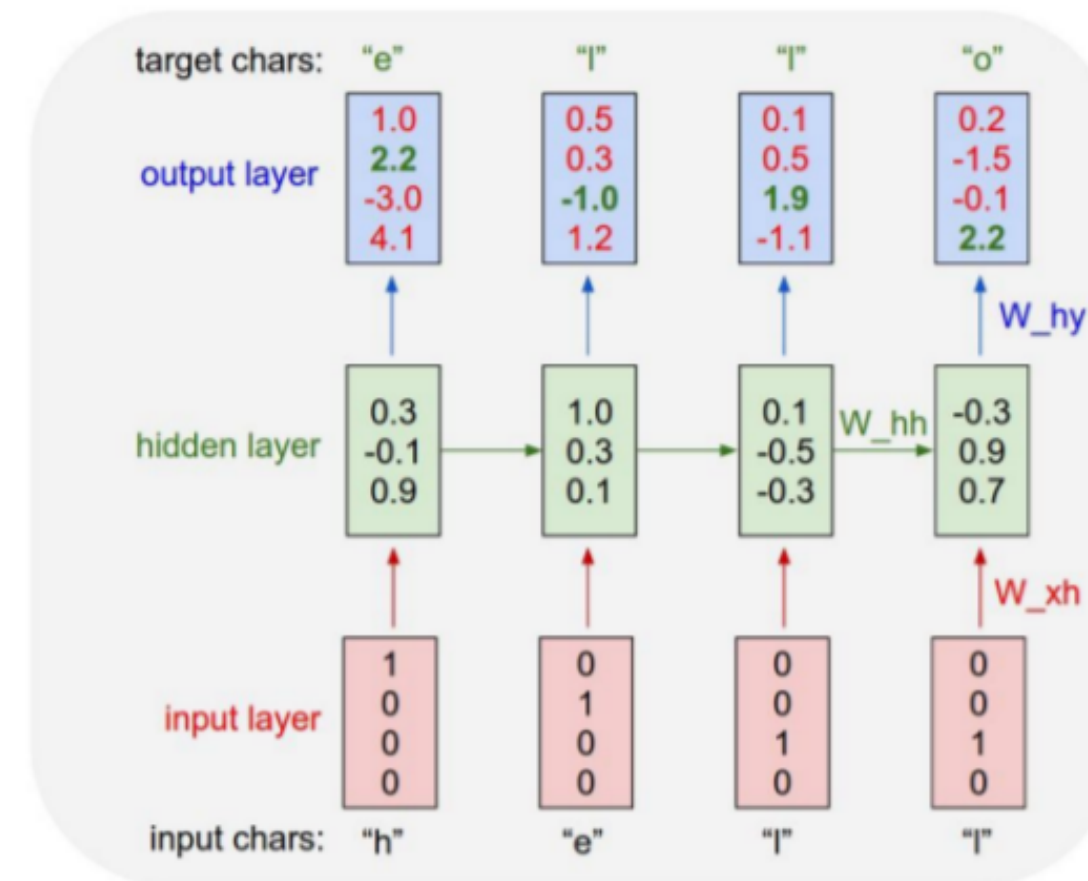 target chars: “e” “l” “l” “o”
1.0 0.5 0.1 0.2
2.2 0.3 0.5 -1.5
output layer
-3.0 -1.0 1.9 -0.1
4.1 1.2 -1.1 2.2
W_hy
0.3 1.0 0.1 -0.3
W_hh
hidden layer -0.1 0.3 -0.5 0.9
0.9 0.1 -0.3 0.7
W_xh
1 0 0 0
0 1 0 0
input layer
0 0 1 1
0 0 0 0
input chars: “h” “e” “l” “l”